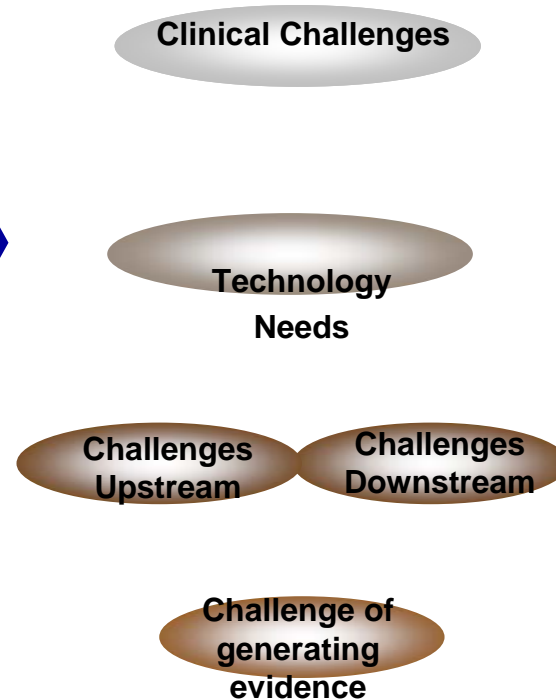 Clinical Challenges
Technology
Needs
Challenges
Upstream
Challenges
Downstream
Challenge of
generating
evidence